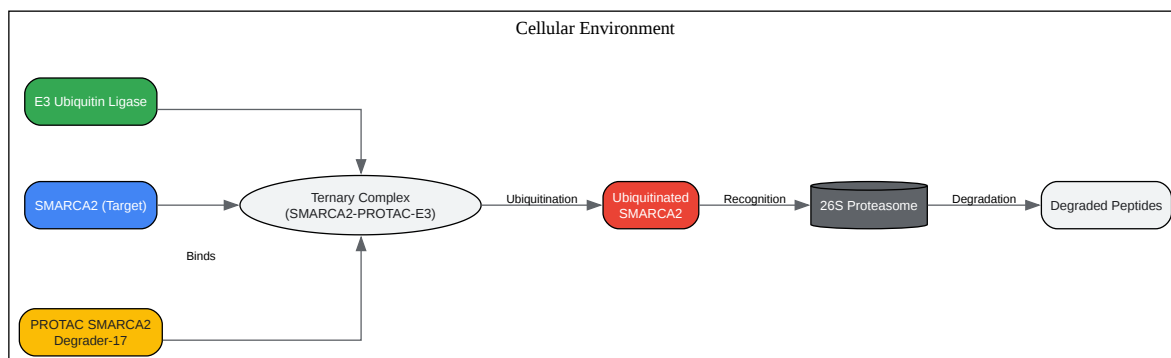 Cellular Environment
E3 Ubiquitin Ligase
SMARCA2 (Target)
Binds
PROTAC SMARCA2
Degrader-17
Ternary Complex
(SMARCA2-PROTAC-E3)
Ubiquitination
Ubiquitinated
SMARCA2
Recognition
26S Proteasome
Degradation
Degraded Peptides